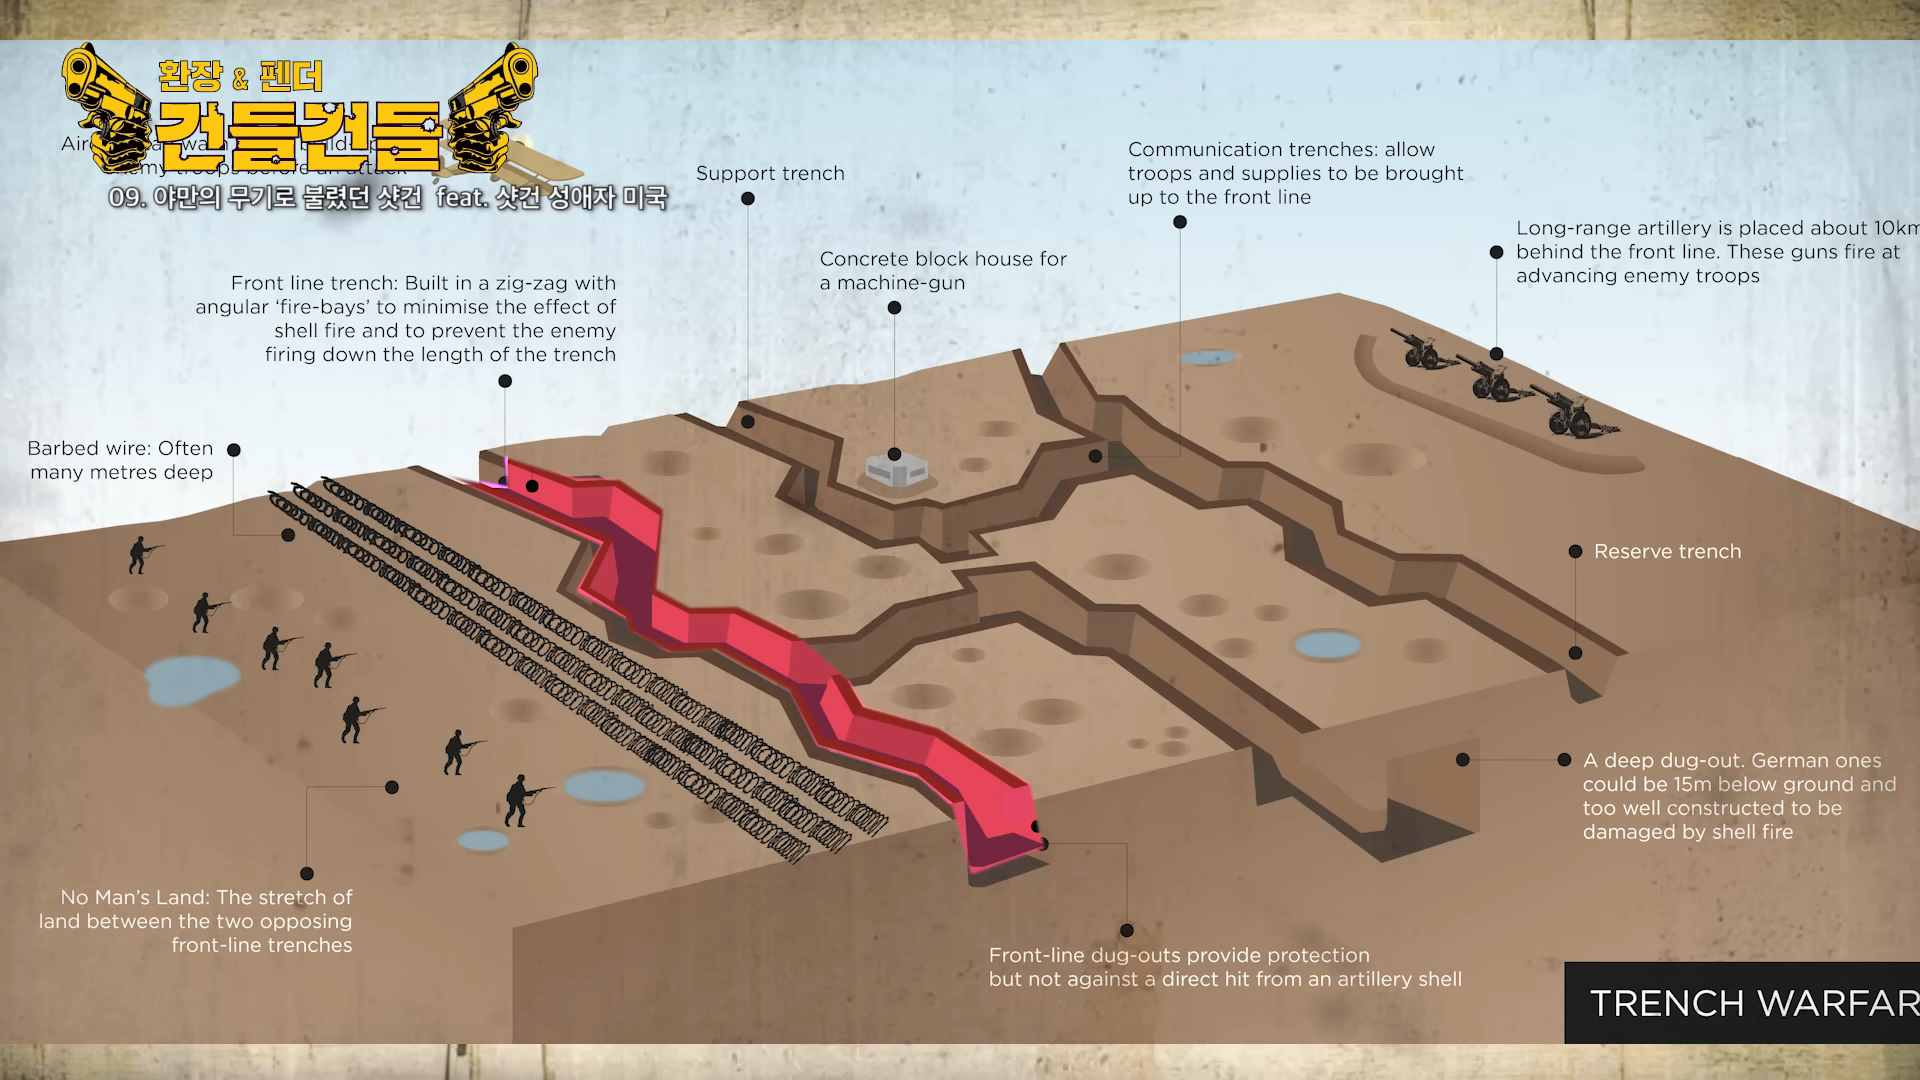 환장 & 펜더
건들건들
09. 야만의 무기로 불렸던 샷건 feat. 샷건 성애자 미국
before an attack
Support trench
Communication trenches: allow
troops and supplies to be brought
up to the front line
Long-range artillery is placed about 10km
behind the front line. These guns fire at
advancing enemy troops
Concrete block house for
a machine-gun
Front line trench: Built in a zig-zag with
angular ‘fire-bays’ to minimise the effect of
shell fire and to prevent the enemy
firing down the length of the trench
Barbed wire: Often
many metres deep
Reserve trench
A deep dug-out. German ones
could be 15m below ground and
too well constructed to be
damaged by shell fire
No Man’s Land: The stretch of
land between the two opposing
front-line trenches
Front-line dug-outs provide protection
but not against a direct hit from an artillery shell
TRENCH WARFAR